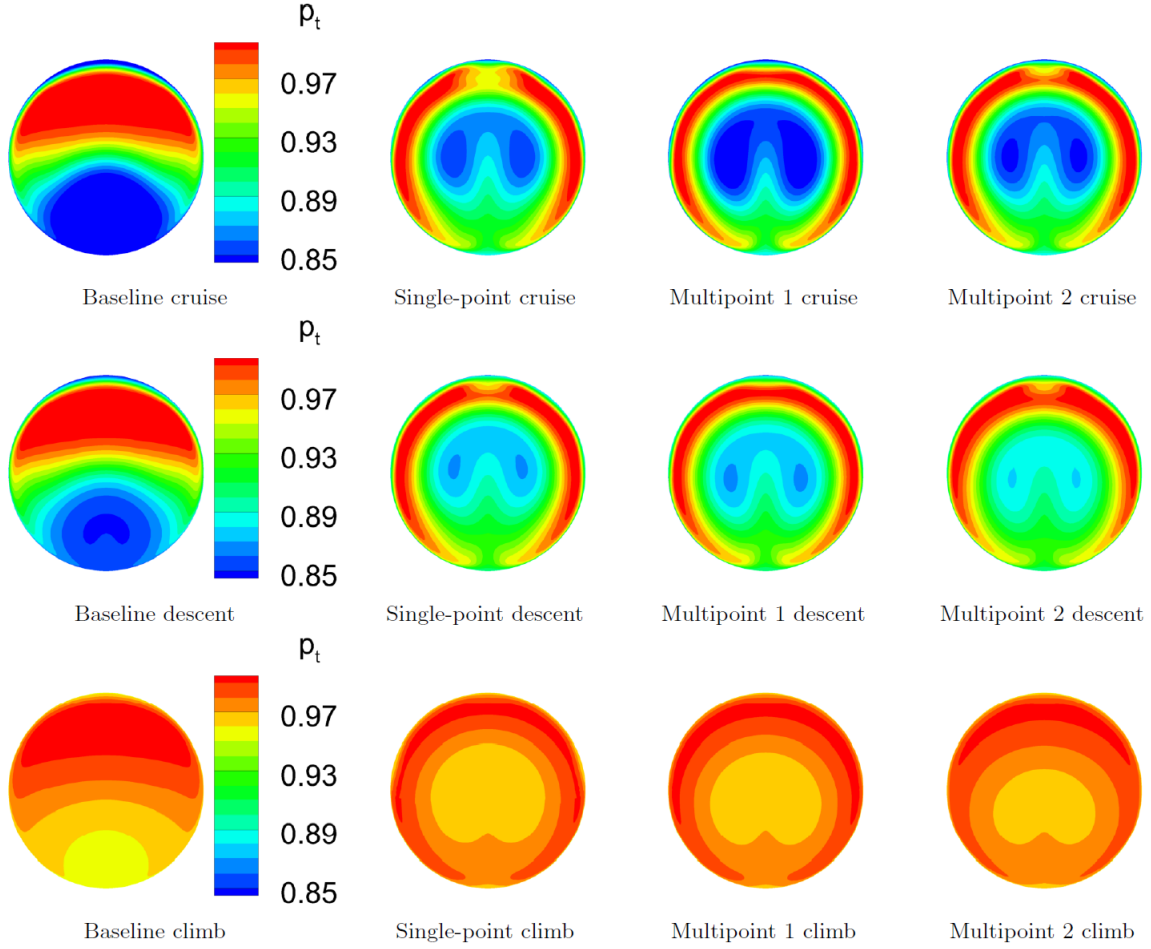 p_t
0.97
0.93
0.89
0.85
Baseline cruise
Single-point cruise
Multipoint 1 cruise
Multipoint 2 cruise
p_t
0.97
0.93
0.89
0.85
Baseline descent
Single-point descent
Multipoint 1 descent
Multipoint 2 descent
p_t
0.97
0.93
0.89
0.85
Baseline climb
Single-point climb
Multipoint 1 climb
Multipoint 2 climb